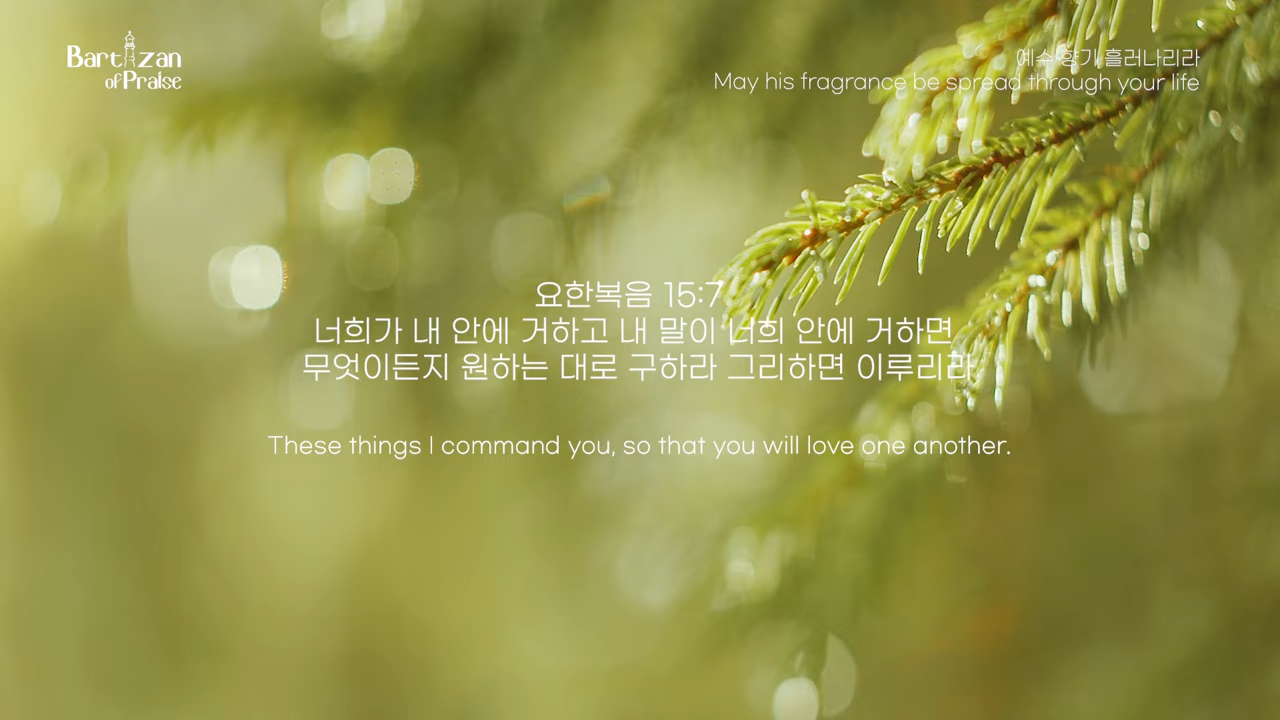 Bartizan
of Praise
예수 향기 흘러나리라
May his fragrance be spread through your life
요한복음 15:7
너희가 내 안에 거하고 내 말이 너희 안에 거하면
무엇이든지 원하는 대로 구하라 그리하면 이루리라
These things I command you, so that you will love one another.